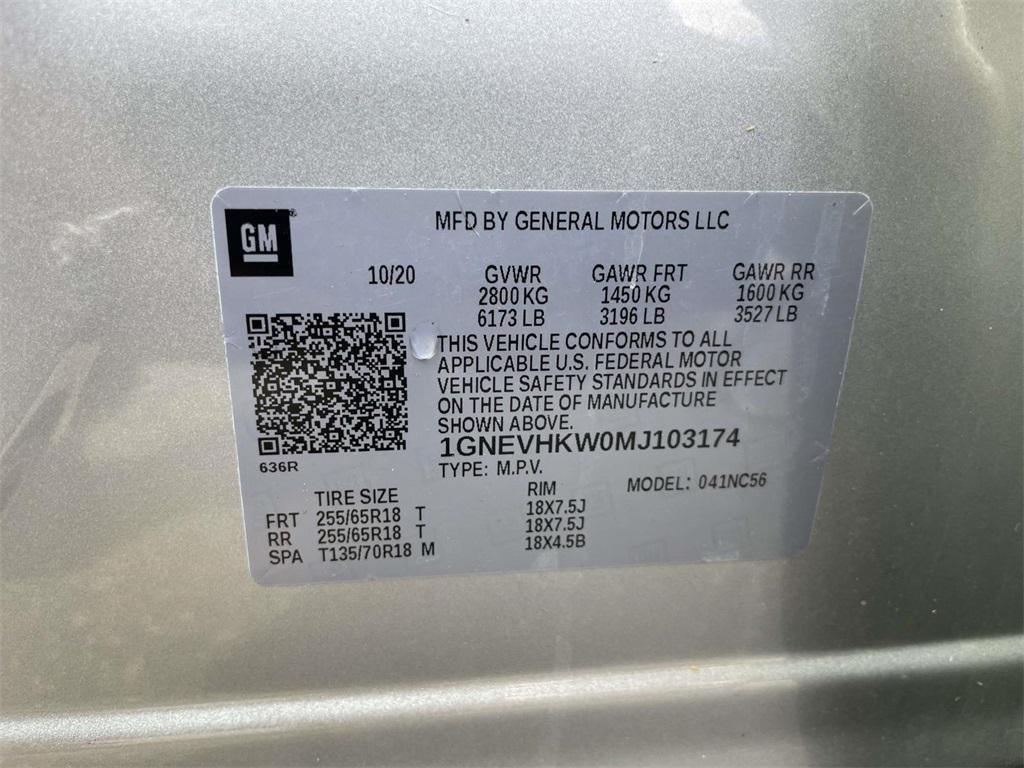 GM
MFD BY GENERAL MOTORS LLC
10/20 GVWR GAWR FRT GAWR RR
2800 KG 1450 KG 1600 KG
6173 LB 3196 LB 3527 LB
THIS VEHICLE CONFORMS TO ALL
APPLICABLE U.S. FEDERAL MOTOR
VEHICLE SAFETY STANDARDS IN EFFECT
ON THE DATE OF MANUFACTURE
SHOWN ABOVE.
1GNEVHKW0MJ103174
636R
TYPE: M.P.V.
TIRE SIZE RIM MODEL: 041NC56
FRT 255/65R18 T 18X7.5J
RR 255/65R18 T 18X7.5J
SPA T135/70R18 M 18X4.5B